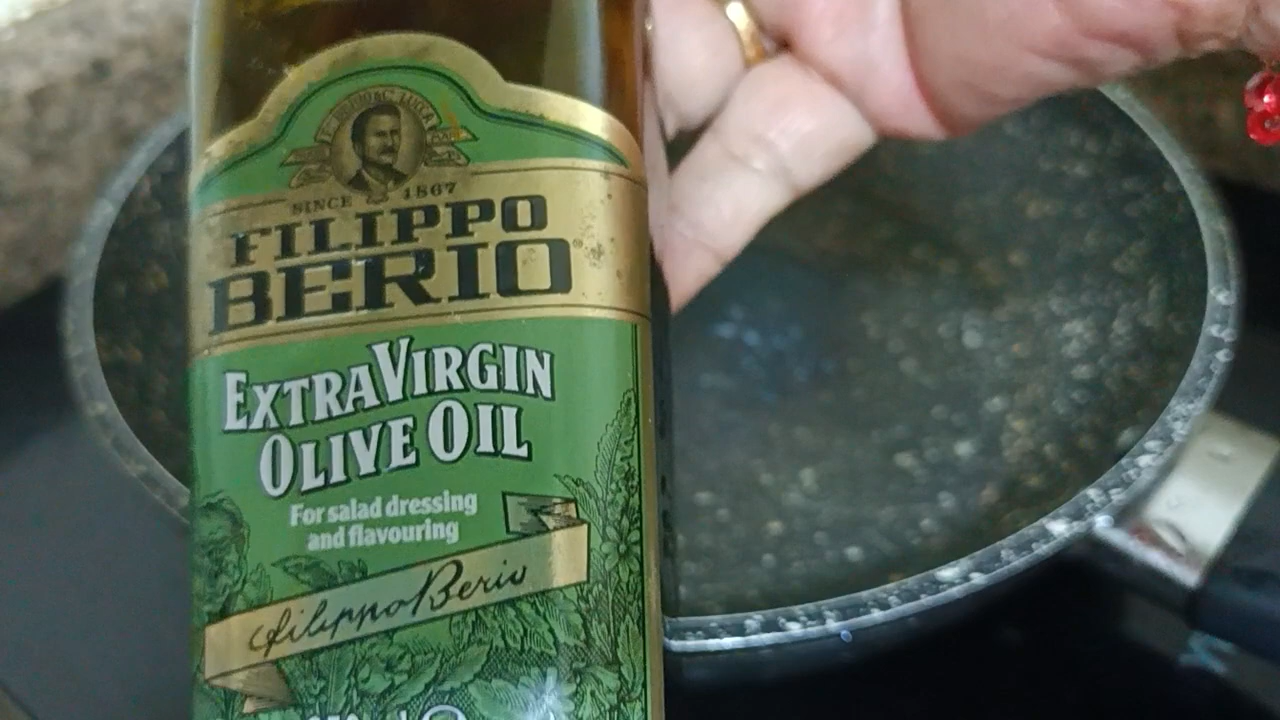 SINCE 1867
FILIPPO
BERIO®
EXTRA VIRGIN
OLIVE OIL
For salad dressing
and flavouring
Filippo Berio